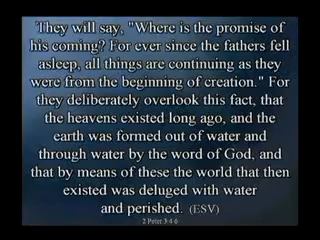 They will say, "Where is the promise of
his coming? For ever since the fathers fell
asleep, all things are continuing as they
were from the beginning of creation." For
they deliberately overlook this fact, that
the heavens existed long ago, and the
earth was formed out of water and
through water by the word of God, and
that by means of these the world that then
existed was deluged with water
and perished. (ESV)
2 Peter 3:4-6